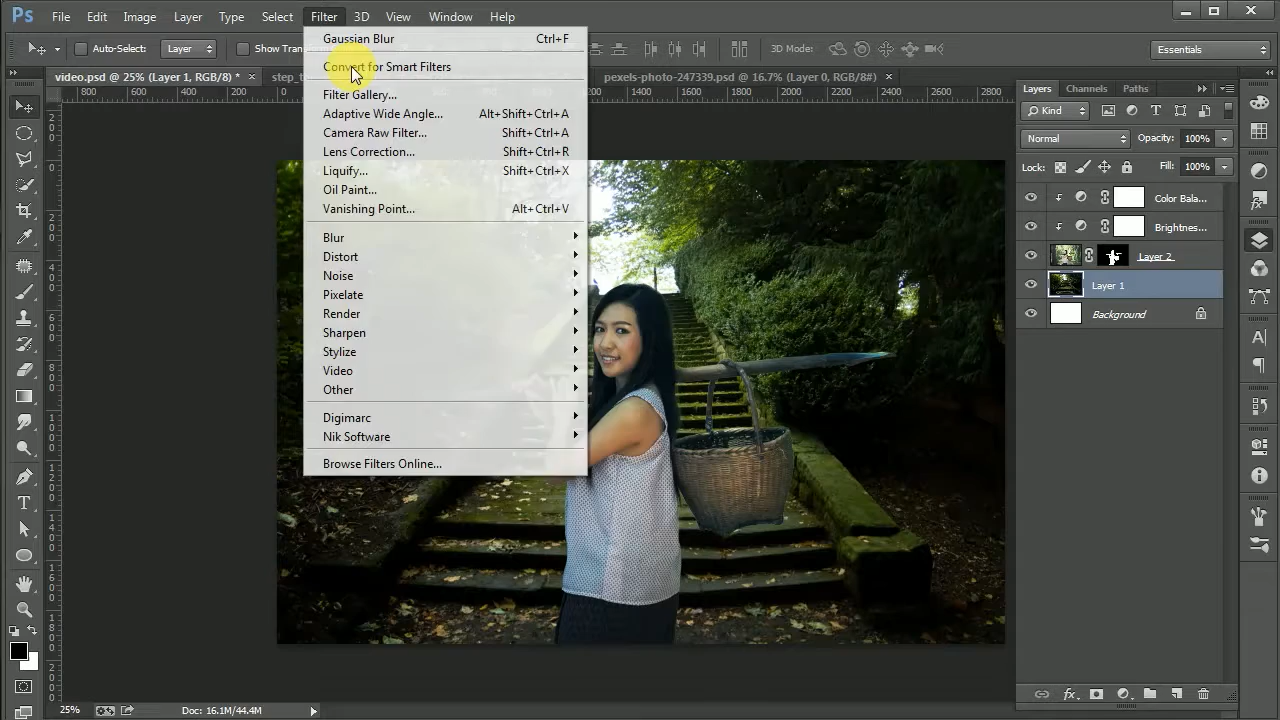 Ps File Edit Image Layer Type Select Filter 3D View Window Help
Auto-Select: Layer Show 3D Mode: Essentials
video.psd @ 25% (Layer 1, RGB/8) * pexels-photo-247339.psd @ 16.7% (Layer 0, RGB/8#)
800 600 400 200 0 1400 1600 1800 2000 2200 2400 2600 2800
Gaussian Blur Ctrl+F
Convert for Smart Filters
Filter Gallery...
Adaptive Wide Angle... Alt+Shift+Ctrl+A
Camera Raw Filter... Shift+Ctrl+A
Lens Correction... Shift+Ctrl+R
Liquify... Shift+Ctrl+X
Oil Paint...
Vanishing Point... Alt+Ctrl+V
Blur
Distort
Noise
Pixelate
Render
Sharpen
Stylize
Video
Other
Digimarc
Nik Software
Browse Filters Online...
Layers Channels Paths
Kind
Normal Opacity: 100%
Lock: Fill: 100%
Color Bala...
Brightnes...
Layer 2
Layer 1
Background
25% Doc: 16.1M/44.4M